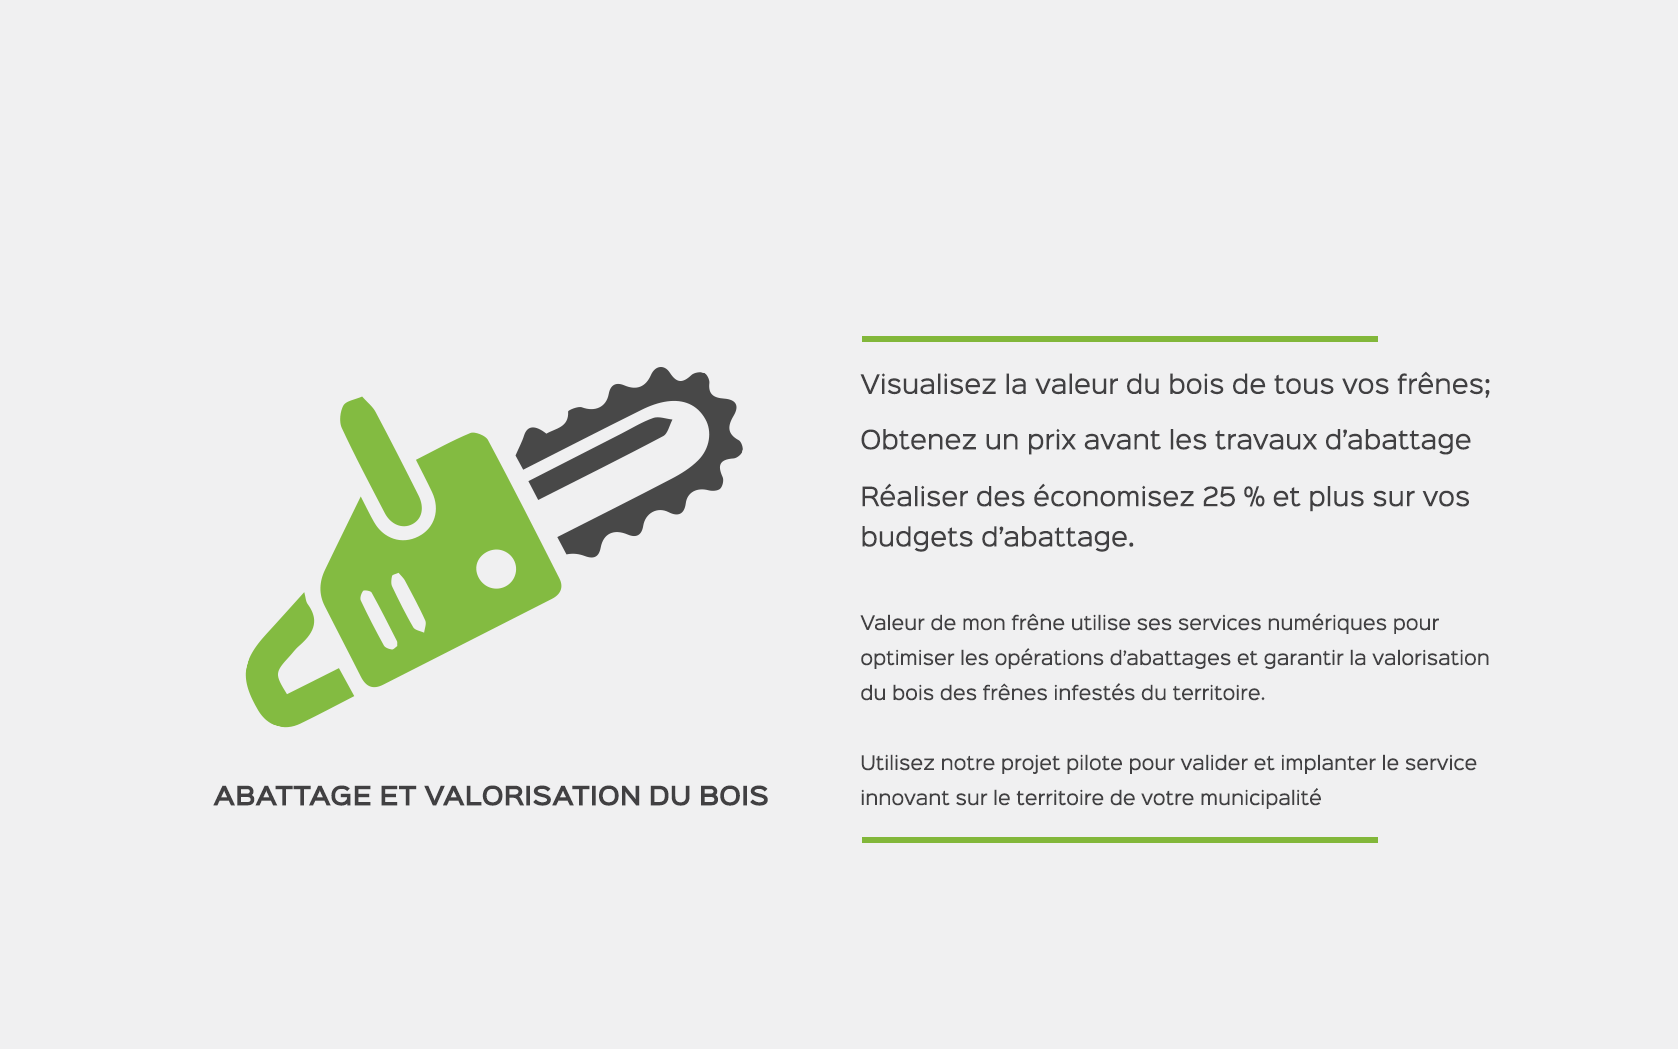 ABATTAGE ET VALORISATION DU BOIS
Visualisez la valeur du bois de tous vos frênes;
Obtenez un prix avant les travaux d’abattage
Réaliser des économisez 25 % et plus sur vos
budgets d’abattage.
Valeur de mon frêne utilise ses services numériques pour
optimiser les opérations d’abattages et garantir la valorisation
du bois des frênes infestés du territoire.
Utilisez notre projet pilote pour valider et implanter le service
innovant sur le territoire de votre municipalité